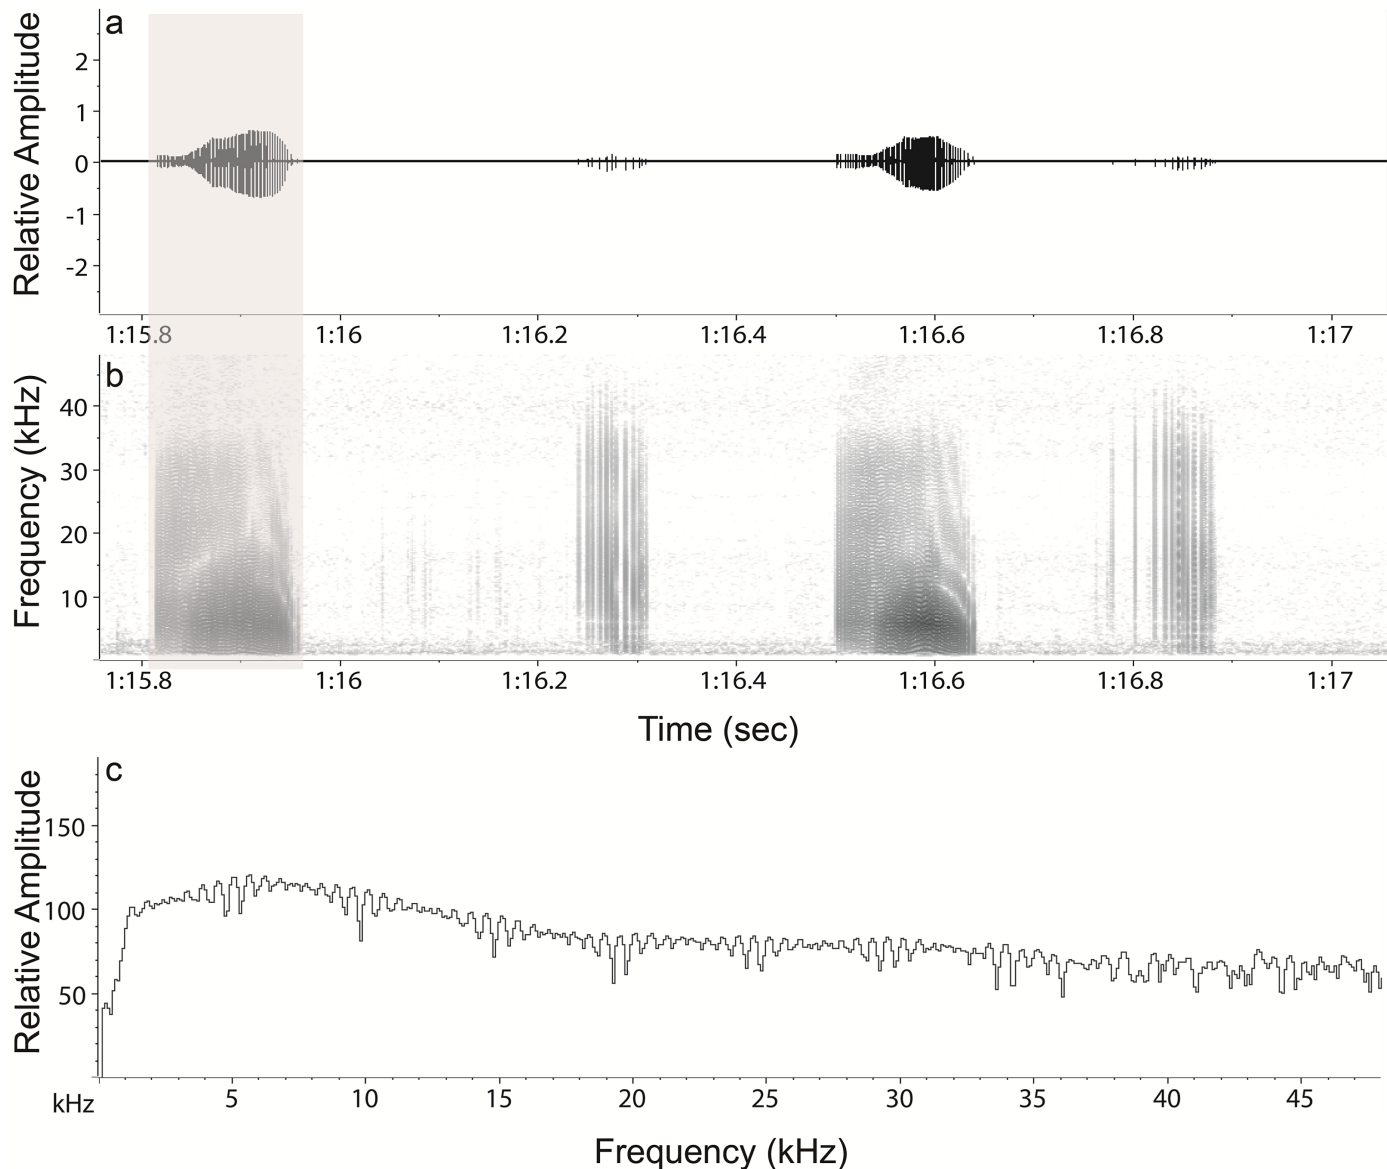 a
Relative Amplitude
2
1
0
-1
-2
1:15.8 1:16 1:16.2 1:16.4 1:16.6 1:16.8 1:17
b
Frequency (kHz)
40
30
20
10
1:15.8 1:16 1:16.2 1:16.4 1:16.6 1:16.8 1:17
Time (sec)
c
Relative Amplitude
150
100
50
kHz 5 10 15 20 25 30 35 40 45
Frequency (kHz)